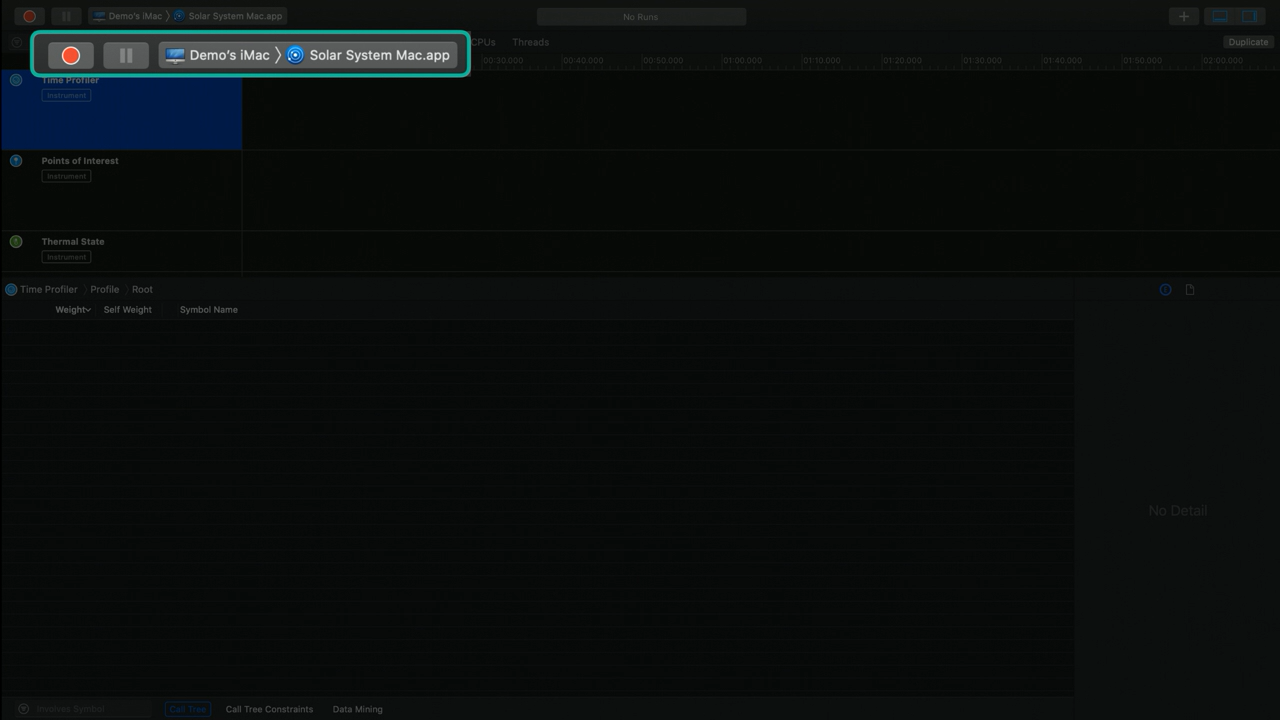 Demo's iMac 〉 Solar System Mac.app
No Runs
Demo's iMac 〉 Solar System Mac.app
CPUs
Threads
Duplicate
00:30.000 00:40.000 00:50.000 01:00.000 01:10.000 01:20.000 01:30.000 01:40.000 01:50.000 02:00.000
Time Profiler
Instrument
Points of Interest
Instrument
Thermal State
Instrument
Time Profiler 〉 Profile 〉 Root
Weight Self Weight Symbol Name
No Detail
Involves Symbol
Call Tree
Call Tree Constraints
Data Mining